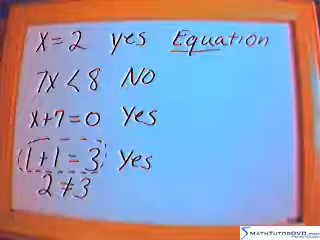 x = 2 yes Equation
7x < 8 NO
x + 7 = 0 Yes
1 + 1 = 3 Yes
2 ≠ 3
MATHTUTORDVD.com